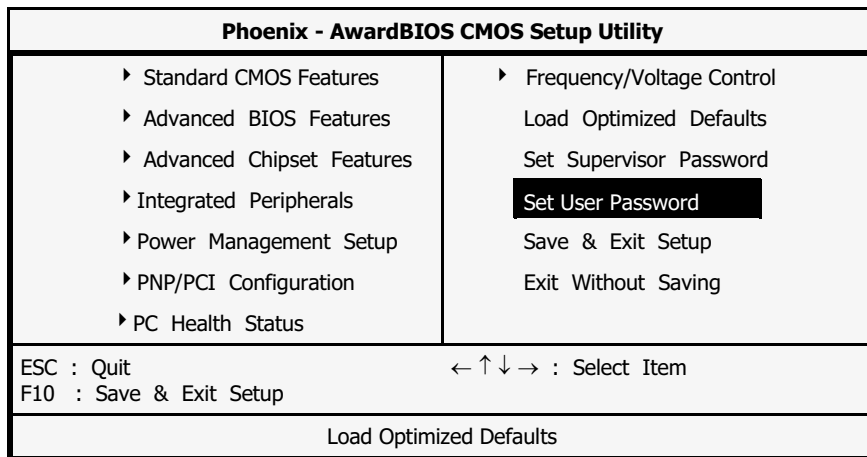 Phoenix - AwardBIOS CMOS Setup Utility
Standard CMOS Features
Advanced BIOS Features
Advanced Chipset Features
Integrated Peripherals
Power Management Setup
PNP/PCI Configuration
PC Health Status
Frequency/Voltage Control
Load Optimized Defaults
Set Supervisor Password
Set User Password
Save & Exit Setup
Exit Without Saving
ESC : Quit
←↑↓→ : Select Item
F10 : Save & Exit Setup
Load Optimized Defaults